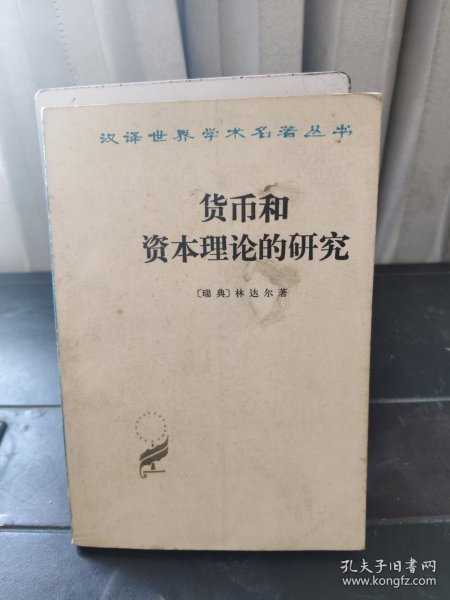 汉译世界学术名著丛书
货币和
资本理论的研究
〔瑞典〕林达尔著
孔夫子旧书网
www.kongfz.com